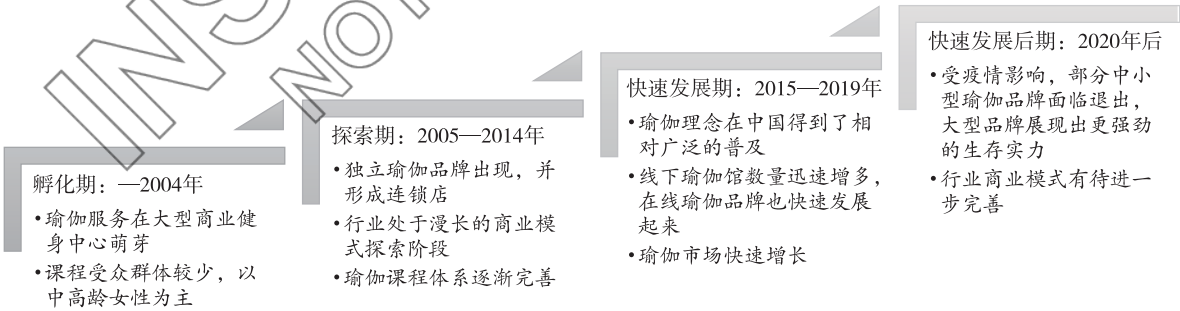 孵化期：—2004年
•瑜伽服务在大型商业健
身中心萌芽
•课程受众群体较少，以
中高龄女性为主
探索期：2005—2014年
•独立瑜伽品牌出现，并
形成连锁店
•行业处于漫长的商业模
式探索阶段
•瑜伽课程体系逐渐完善
快速发展期：2015—2019年
•瑜伽理念在中国得到了相
对广泛的普及
•线下瑜伽馆数量迅速增多，
在线瑜伽品牌也快速发展
起来
•瑜伽市场快速增长
快速发展后期：2020年后
•受疫情影响，部分中小
型瑜伽品牌面临退出，
大型品牌展现出更强劲
的生存实力
•行业商业模式有待进一
步完善
INS
NO